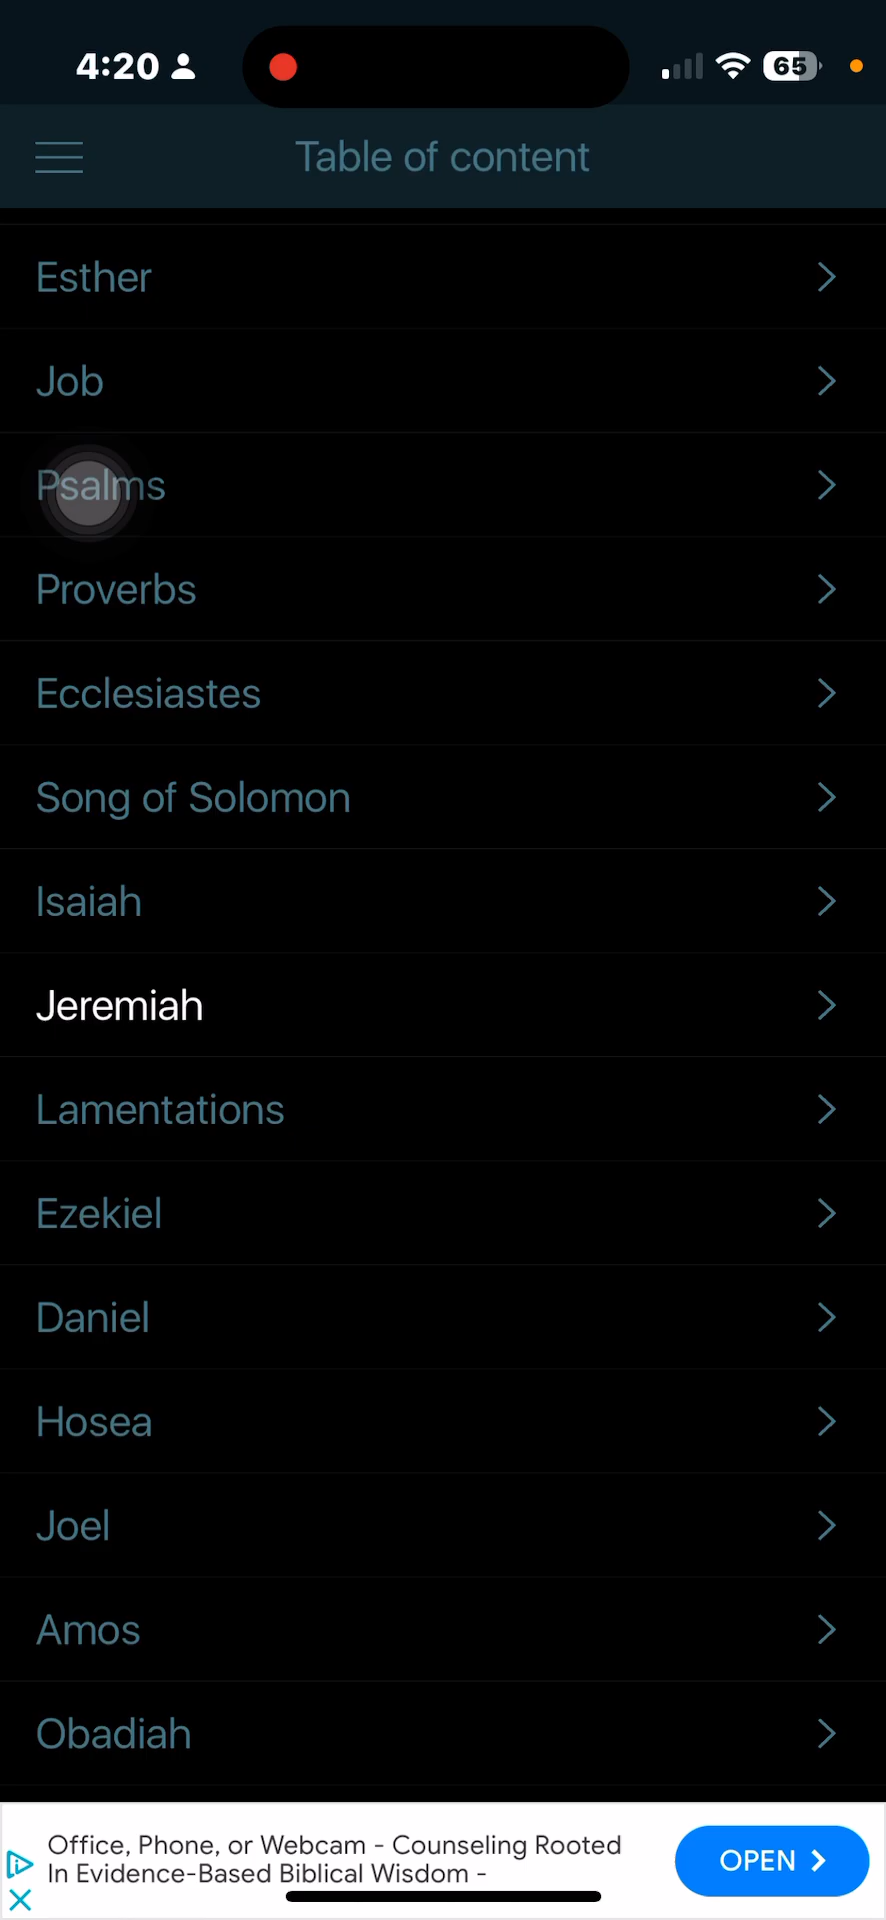 4:20
65
Table of content
Esther
Job
Psalms
Proverbs
Ecclesiastes
Song of Solomon
Isaiah
Jeremiah
Lamentations
Ezekiel
Daniel
Hosea
Joel
Amos
Obadiah
Office, Phone, or Webcam - Counseling Rooted
In Evidence-Based Biblical Wisdom -
OPEN